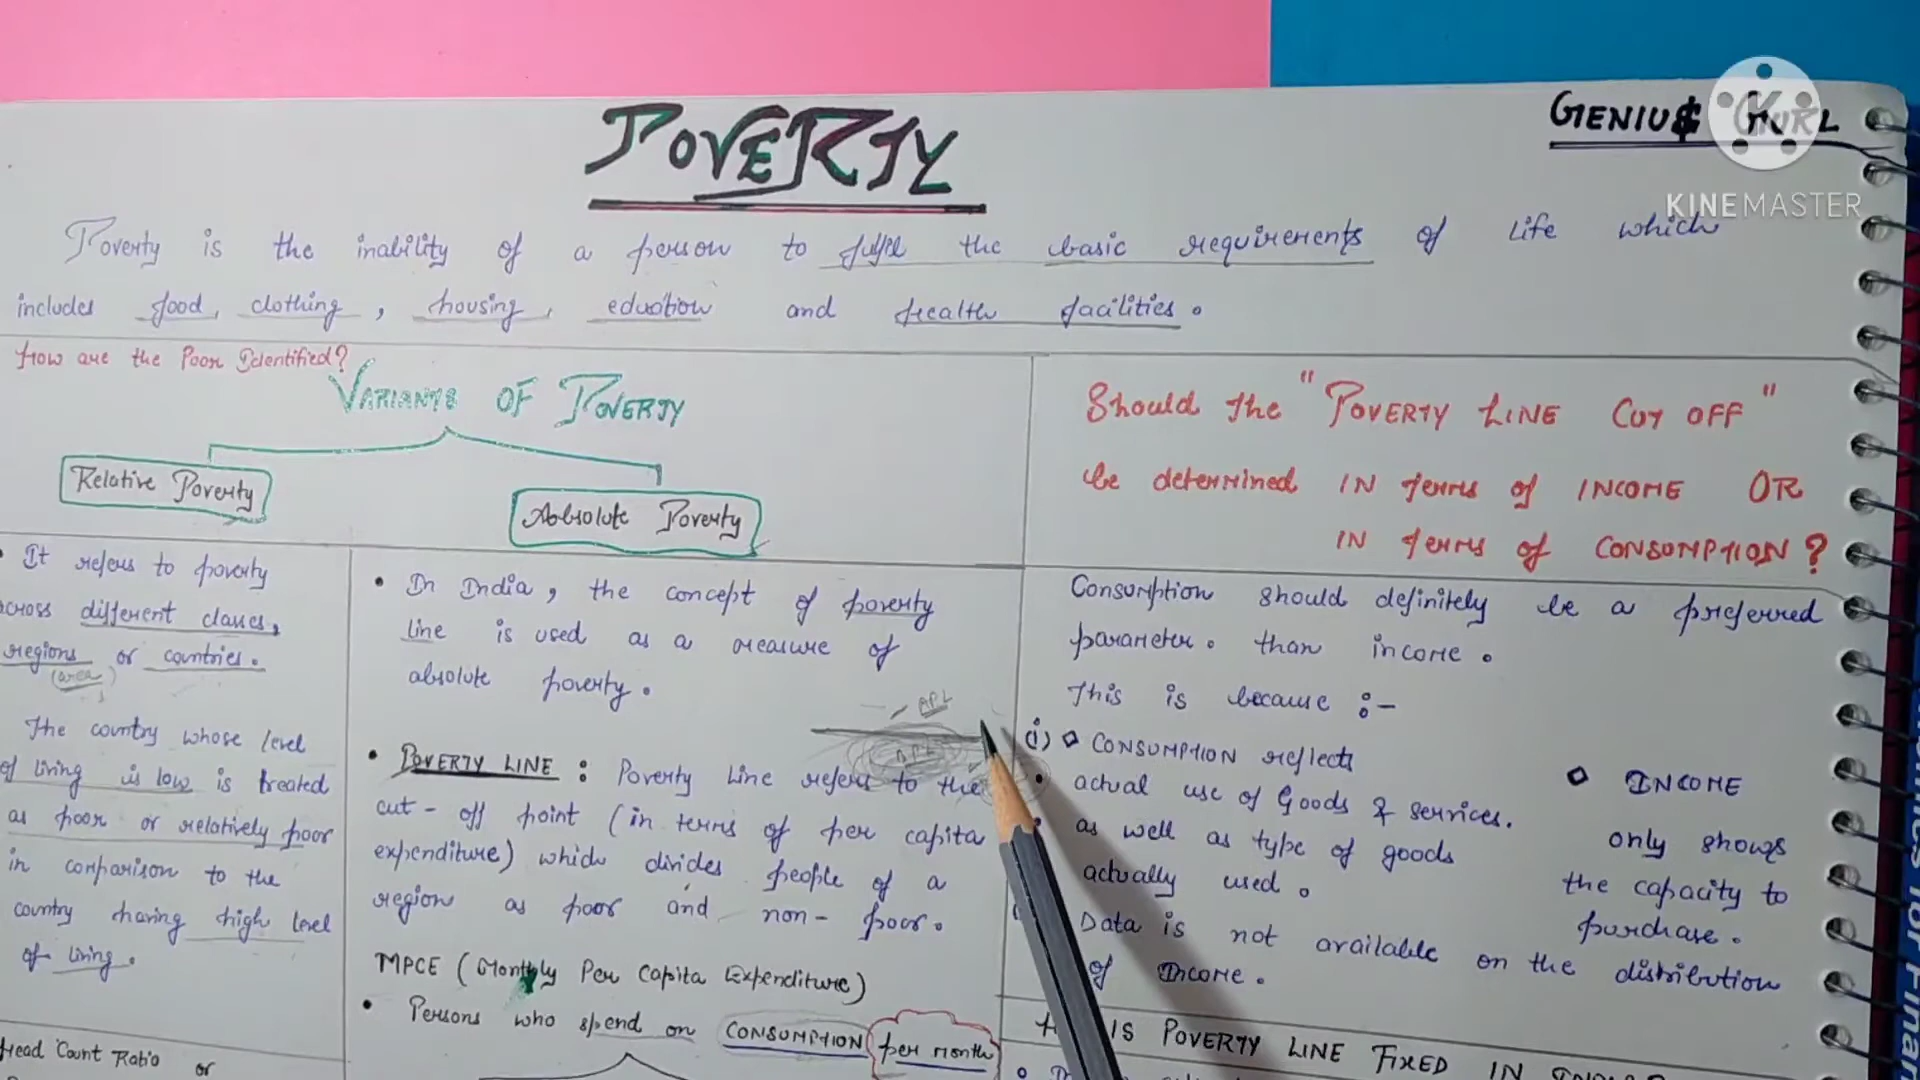 POVERTY
GENIU$
KINEMASTER
Poverty is the inability of a person to fulfil the basic requirements of life which
includes food, clothing, housing, education and health facilities.
How are the Poor Identified?
VARIANTS OF POVERTY
Relative Poverty
Absolute Poverty
• It refers to poverty
across different classes,
regions or countries.
(area)
The country whose level
of living is low is treated
as poor or relatively poor
in comparison to the
country having high level
of living.
Head Count Ratio or
• In India, the concept of poverty
line is used as a measure of
absolute poverty.
APL
BPL
• POVERTY LINE : Poverty Line refers to the
cut-off point (in terms of per capita
expenditure) which divides people of a
region as poor and non-poor.
MPCE (Monthly Per Capita Expenditure)
• Persons who spend on CONSUMPTION per month
Should the "POVERTY LINE CUT OFF"
be determined IN terms of INCOME OR
IN terms of CONSUMPTION?
Consumption should definitely be a preferred
parameter. than income.
This is because :-
(i) CONSUMPTION reflects
actual use of Goods & services.
as well as type of goods
actually used.
INCOME
only shows
the capacity to
purchase.
Data is not available on the distribution
of Income.
IS POVERTY LINE FIXED IN